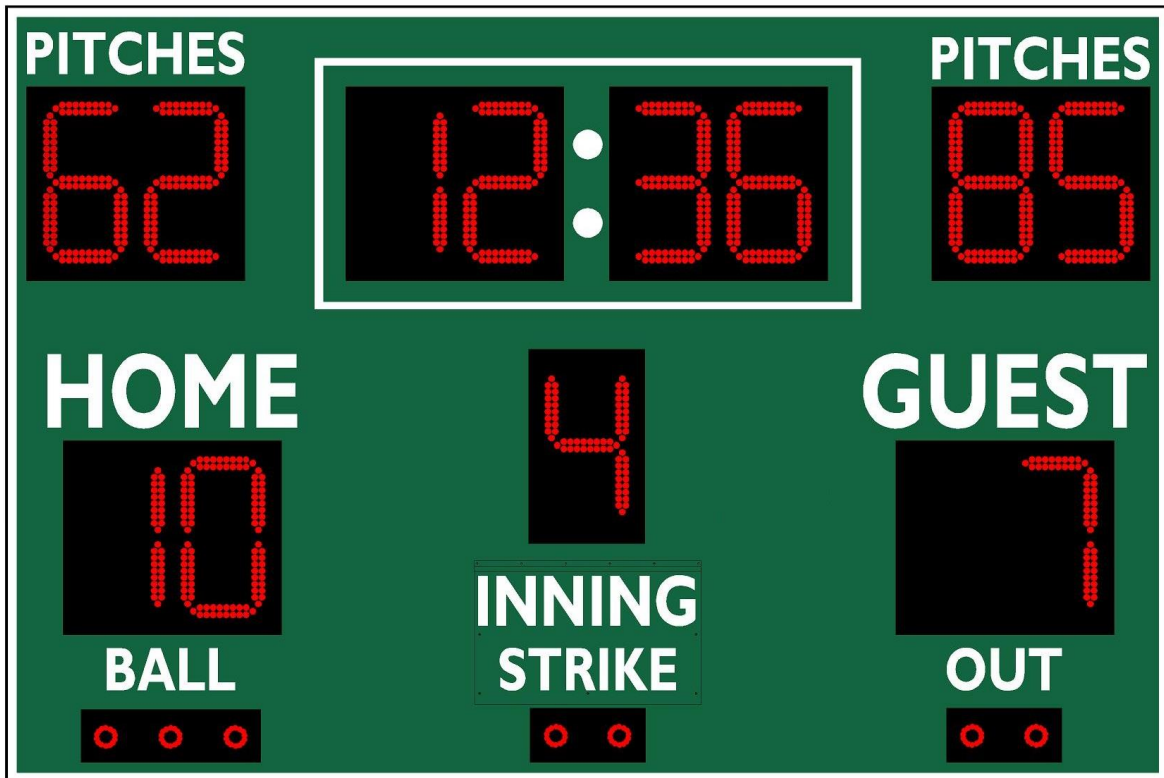 PITCHES PITCHES
62 12:36 85
HOME GUEST
4
10 7
INNING
BALL STRIKE OUT